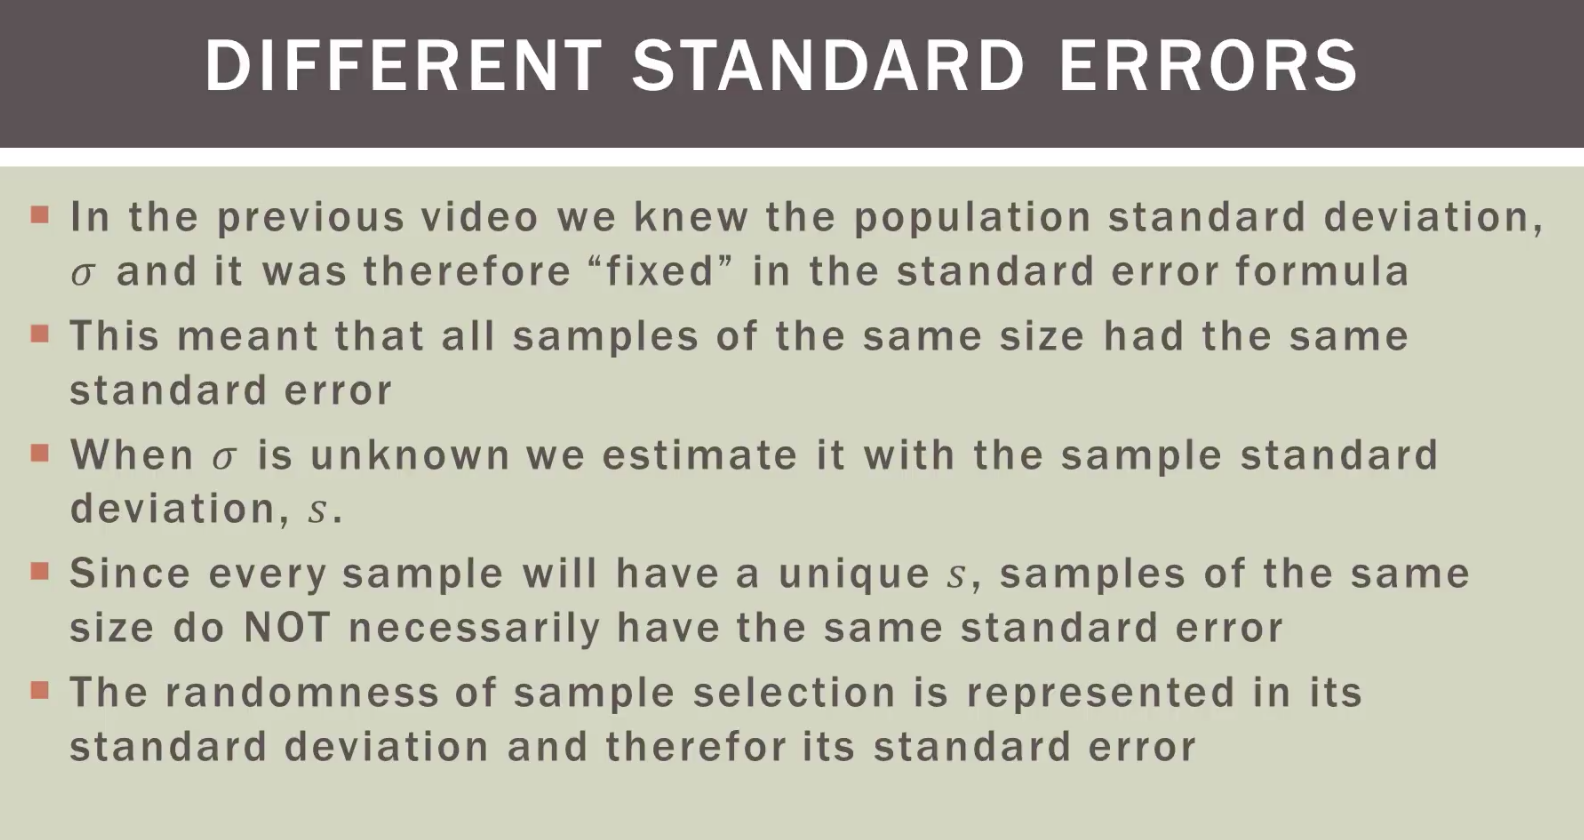 DIFFERENT STANDARD ERRORS
In the previous video we knew the population standard deviation,
σ and it was therefore “fixed” in the standard error formula
This meant that all samples of the same size had the same
standard error
When σ is unknown we estimate it with the sample standard
deviation, s.
Since every sample will have a unique s, samples of the same
size do NOT necessarily have the same standard error
The randomness of sample selection is represented in its
standard deviation and therefor its standard error